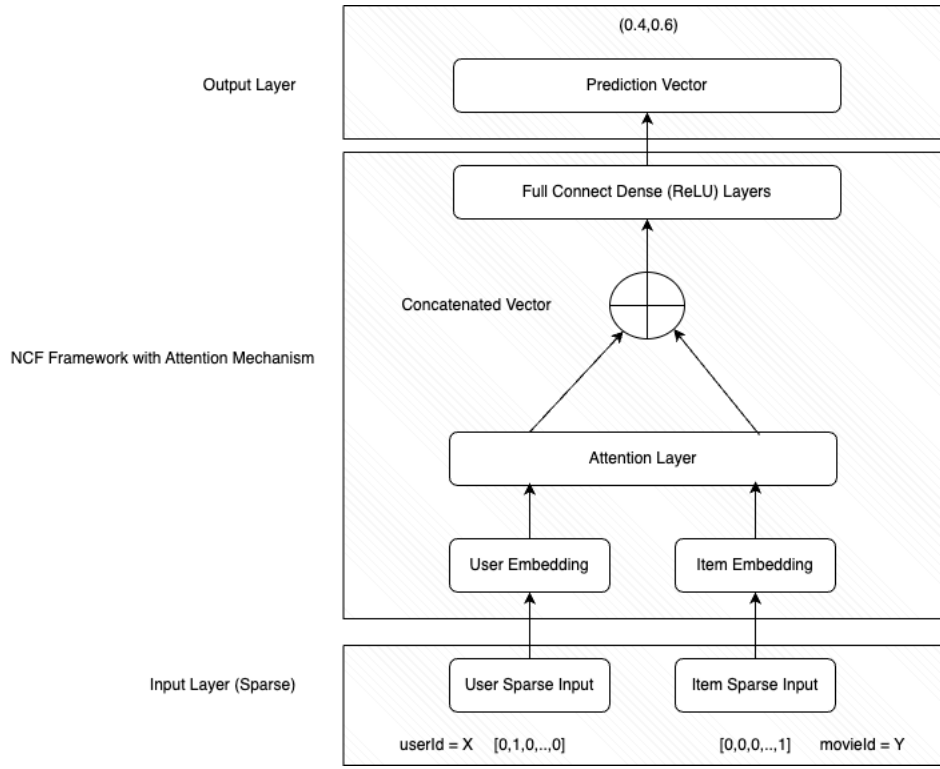 (0.4,0.6)
Output Layer
Prediction Vector
Full Connect Dense (ReLU) Layers
Concatenated Vector
NCF Framework with Attention Mechanism
Attention Layer
User Embedding
Item Embedding
Input Layer (Sparse)
User Sparse Input
Item Sparse Input
userId = X [0,1,0,..,0]
[0,0,0,..,1] movieId = Y